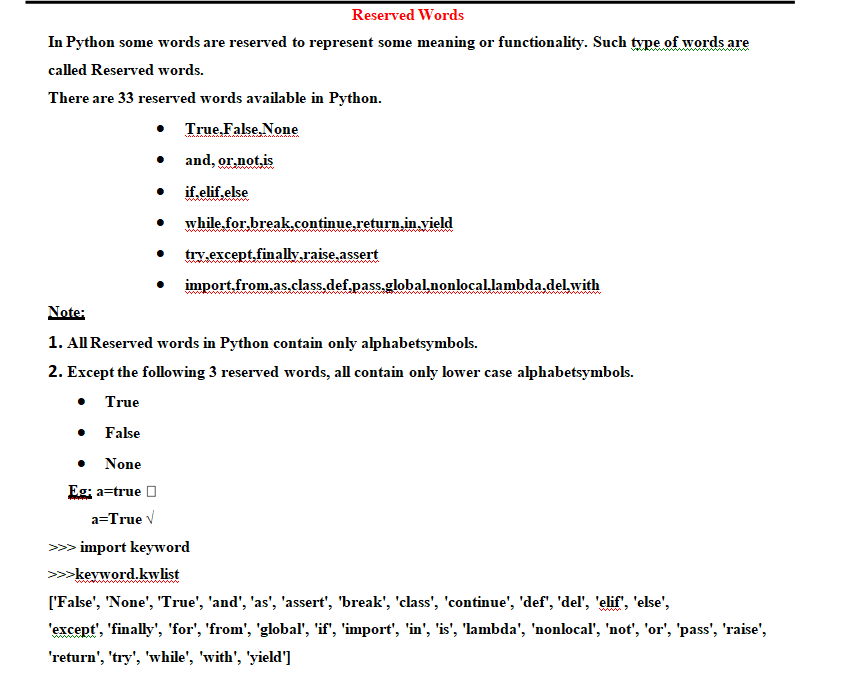 Reserved Words
In Python some words are reserved to represent some meaning or functionality. Such type of words are
called Reserved words.
There are 33 reserved words available in Python.
• True,False,None
• and, or,not,is
• if,elif,else
• while,for,break,continue,return,in,yield
• try,except,finally,raise,assert
• import,from,as,class,def,pass,global,nonlocal,lambda,del,with
Note:
1. All Reserved words in Python contain only alphabetsymbols.
2. Except the following 3 reserved words, all contain only lower case alphabetsymbols.
• True
• False
• None
Eg: a=true □
a=True √
>>> import keyword
>>>keyword.kwlist
['False', 'None', 'True', 'and', 'as', 'assert', 'break', 'class', 'continue', 'def', 'del', 'elif', 'else',
'except', 'finally', 'for', 'from', 'global', 'if', 'import', 'in', 'is', 'lambda', 'nonlocal', 'not', 'or', 'pass', 'raise',
'return', 'try', 'while', 'with', 'yield']